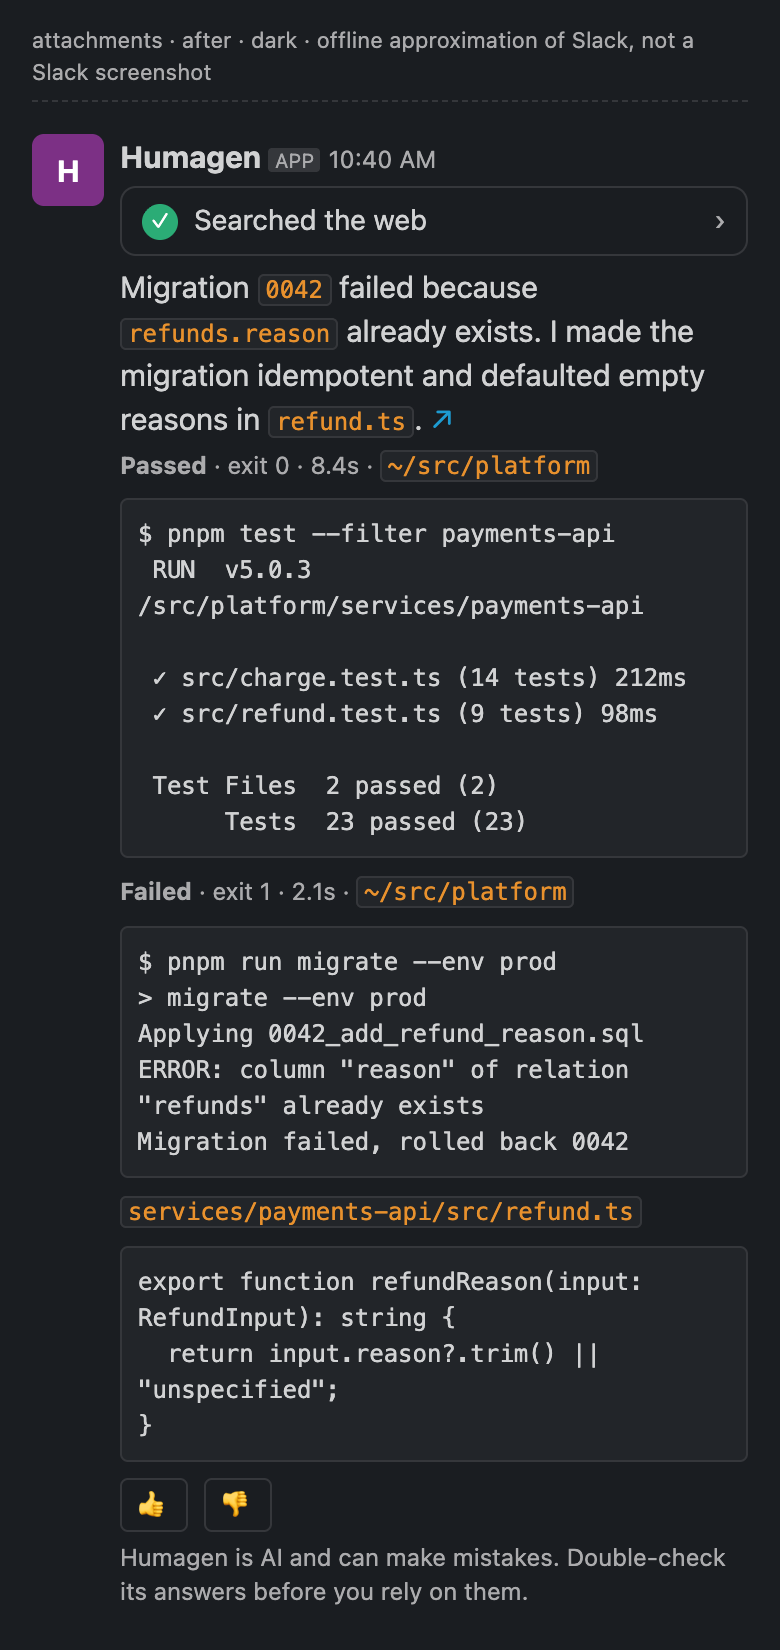 attachments · after · dark · offline approximation of Slack, not a
Slack screenshot
H
Humagen APP 10:40 AM
Searched the web ›
Migration 0042 failed because
refunds.reason already exists. I made the
migration idempotent and defaulted empty
reasons in refund.ts. ↗
Passed · exit 0 · 8.4s · ~/src/platform
$ pnpm test --filter payments-api
 RUN  v5.0.3
/src/platform/services/payments-api
 ✓ src/charge.test.ts (14 tests) 212ms
 ✓ src/refund.test.ts (9 tests) 98ms
 Test Files  2 passed (2)
      Tests  23 passed (23)
Failed · exit 1 · 2.1s · ~/src/platform
$ pnpm run migrate --env prod
> migrate --env prod
Applying 0042_add_refund_reason.sql
ERROR: column "reason" of relation
"refunds" already exists
Migration failed, rolled back 0042
services/payments-api/src/refund.ts
export function refundReason(input:
RefundInput): string {
  return input.reason?.trim() ||
"unspecified";
}
👍 👎
Humagen is AI and can make mistakes. Double-check
its answers before you rely on them.